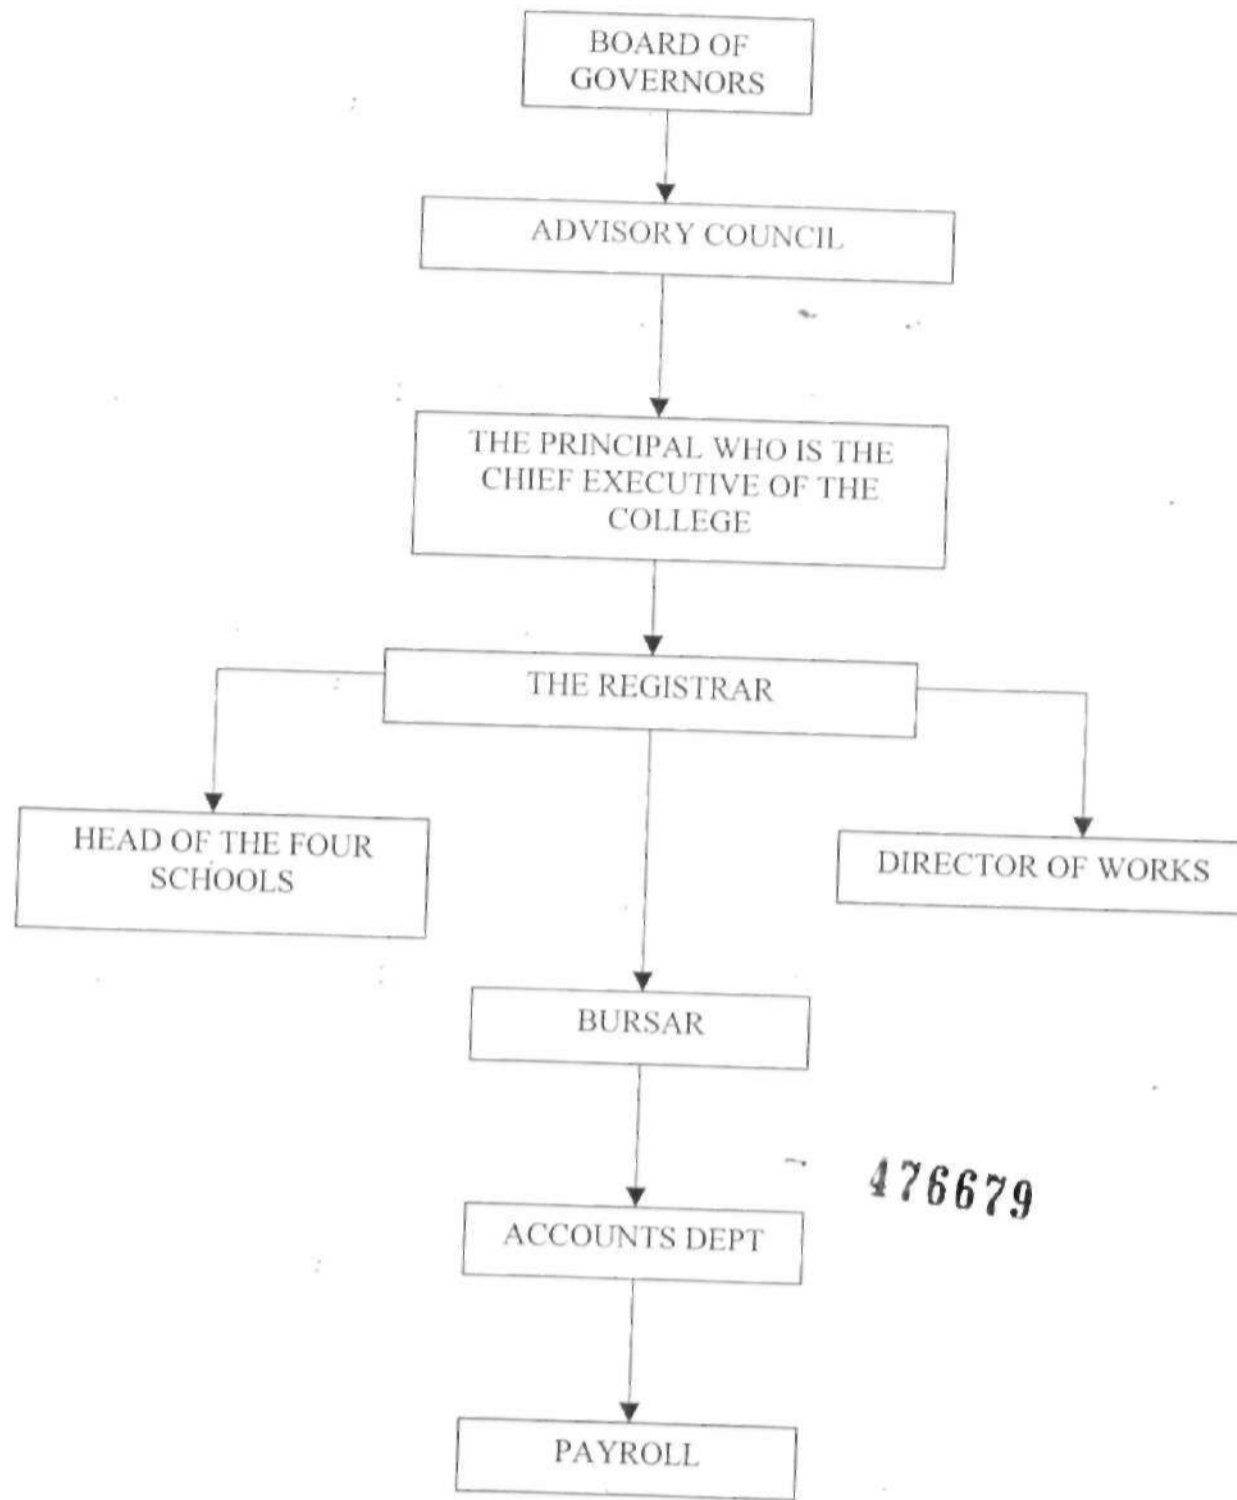 BOARD OF
GOVERNORS
ADVISORY COUNCIL
THE PRINCIPAL WHO IS THE
CHIEF EXECUTIVE OF THE
COLLEGE
THE REGISTRAR
HEAD OF THE FOUR
SCHOOLS
DIRECTOR OF WORKS
BURSAR
476679
ACCOUNTS DEPT
PAYROLL